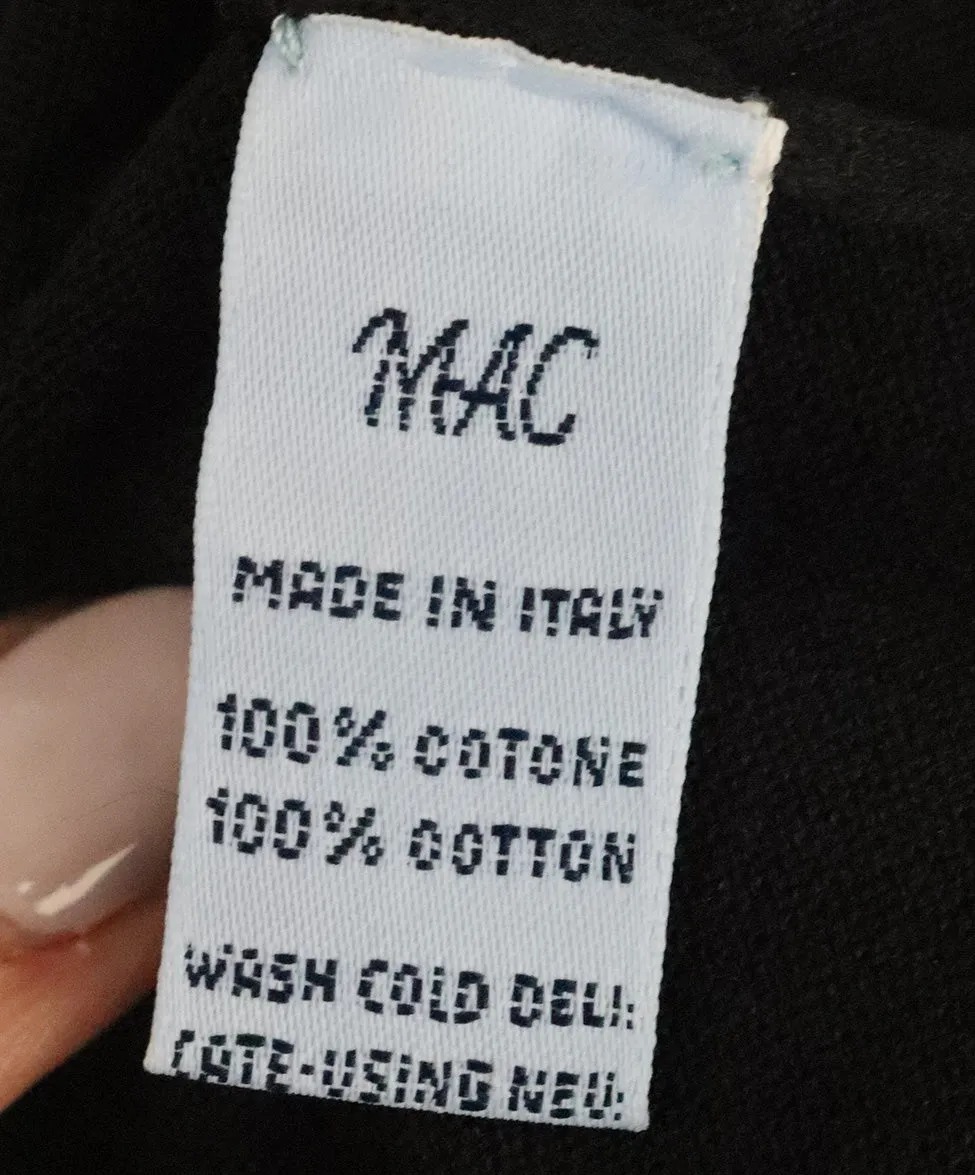 MAC
MADE IN ITALY
100% COTONE
100% COTTON
WASH COLD DELI:
CATE-USING NEU: